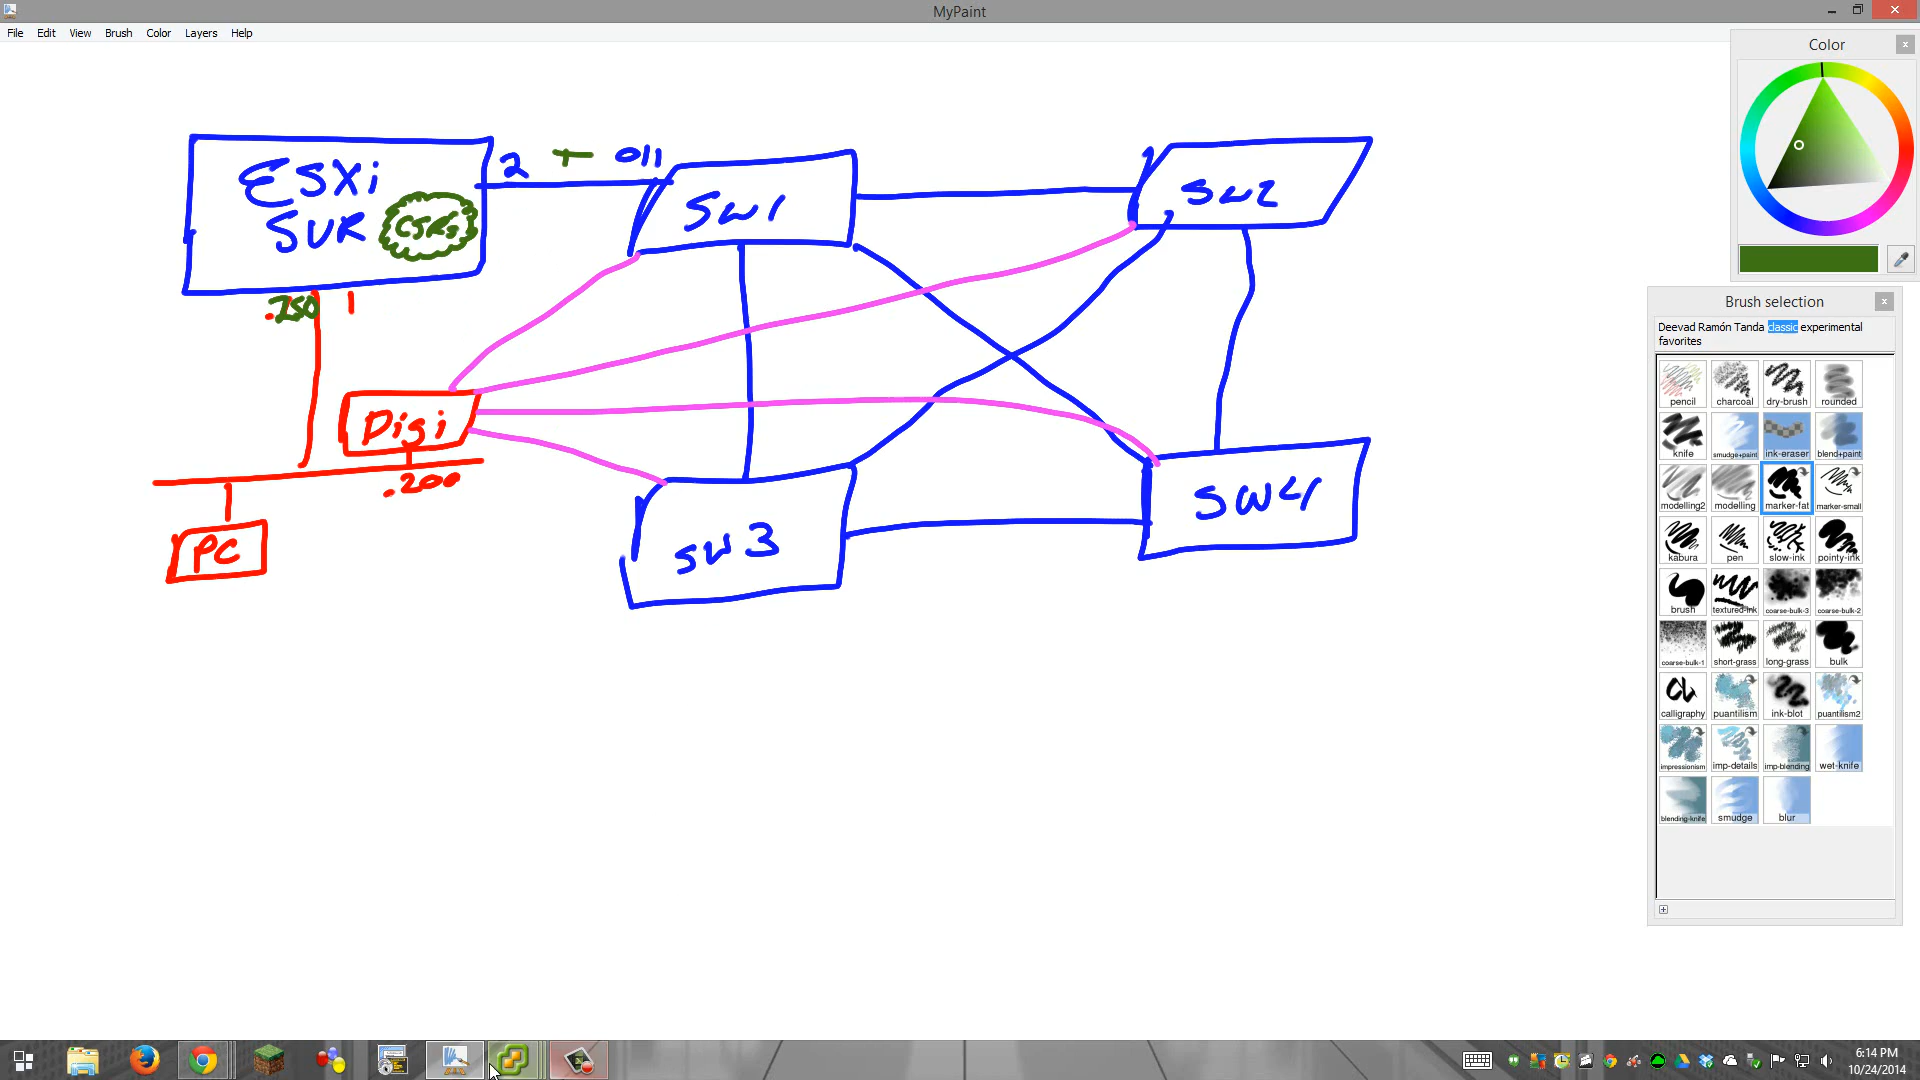 MyPaint
File Edit View Brush Color Layers Help
Color
ESXi
SVR
CSRs
2 T 0/1
SW1
SW2
.250 1
Digi
.200
PC
SW3
SW4
Brush selection
Deevad Ramón Tanda classic experimental
favorites
pencil charcoal dry-brush rounded
knife smudge+paint ink-eraser blend+paint
modelling2 modelling marker-fat marker-small
kabura pen slow-ink pointy-ink
brush textured-ink coarse-bulk-3 coarse-bulk-2
coarse-bulk-1 short-grass long-grass bulk
calligraphy puantilism ink-blot puantilism2
impressionism imp-details imp-blending wet-knife
blending-knife smudge blur
6:14 PM
10/24/2014